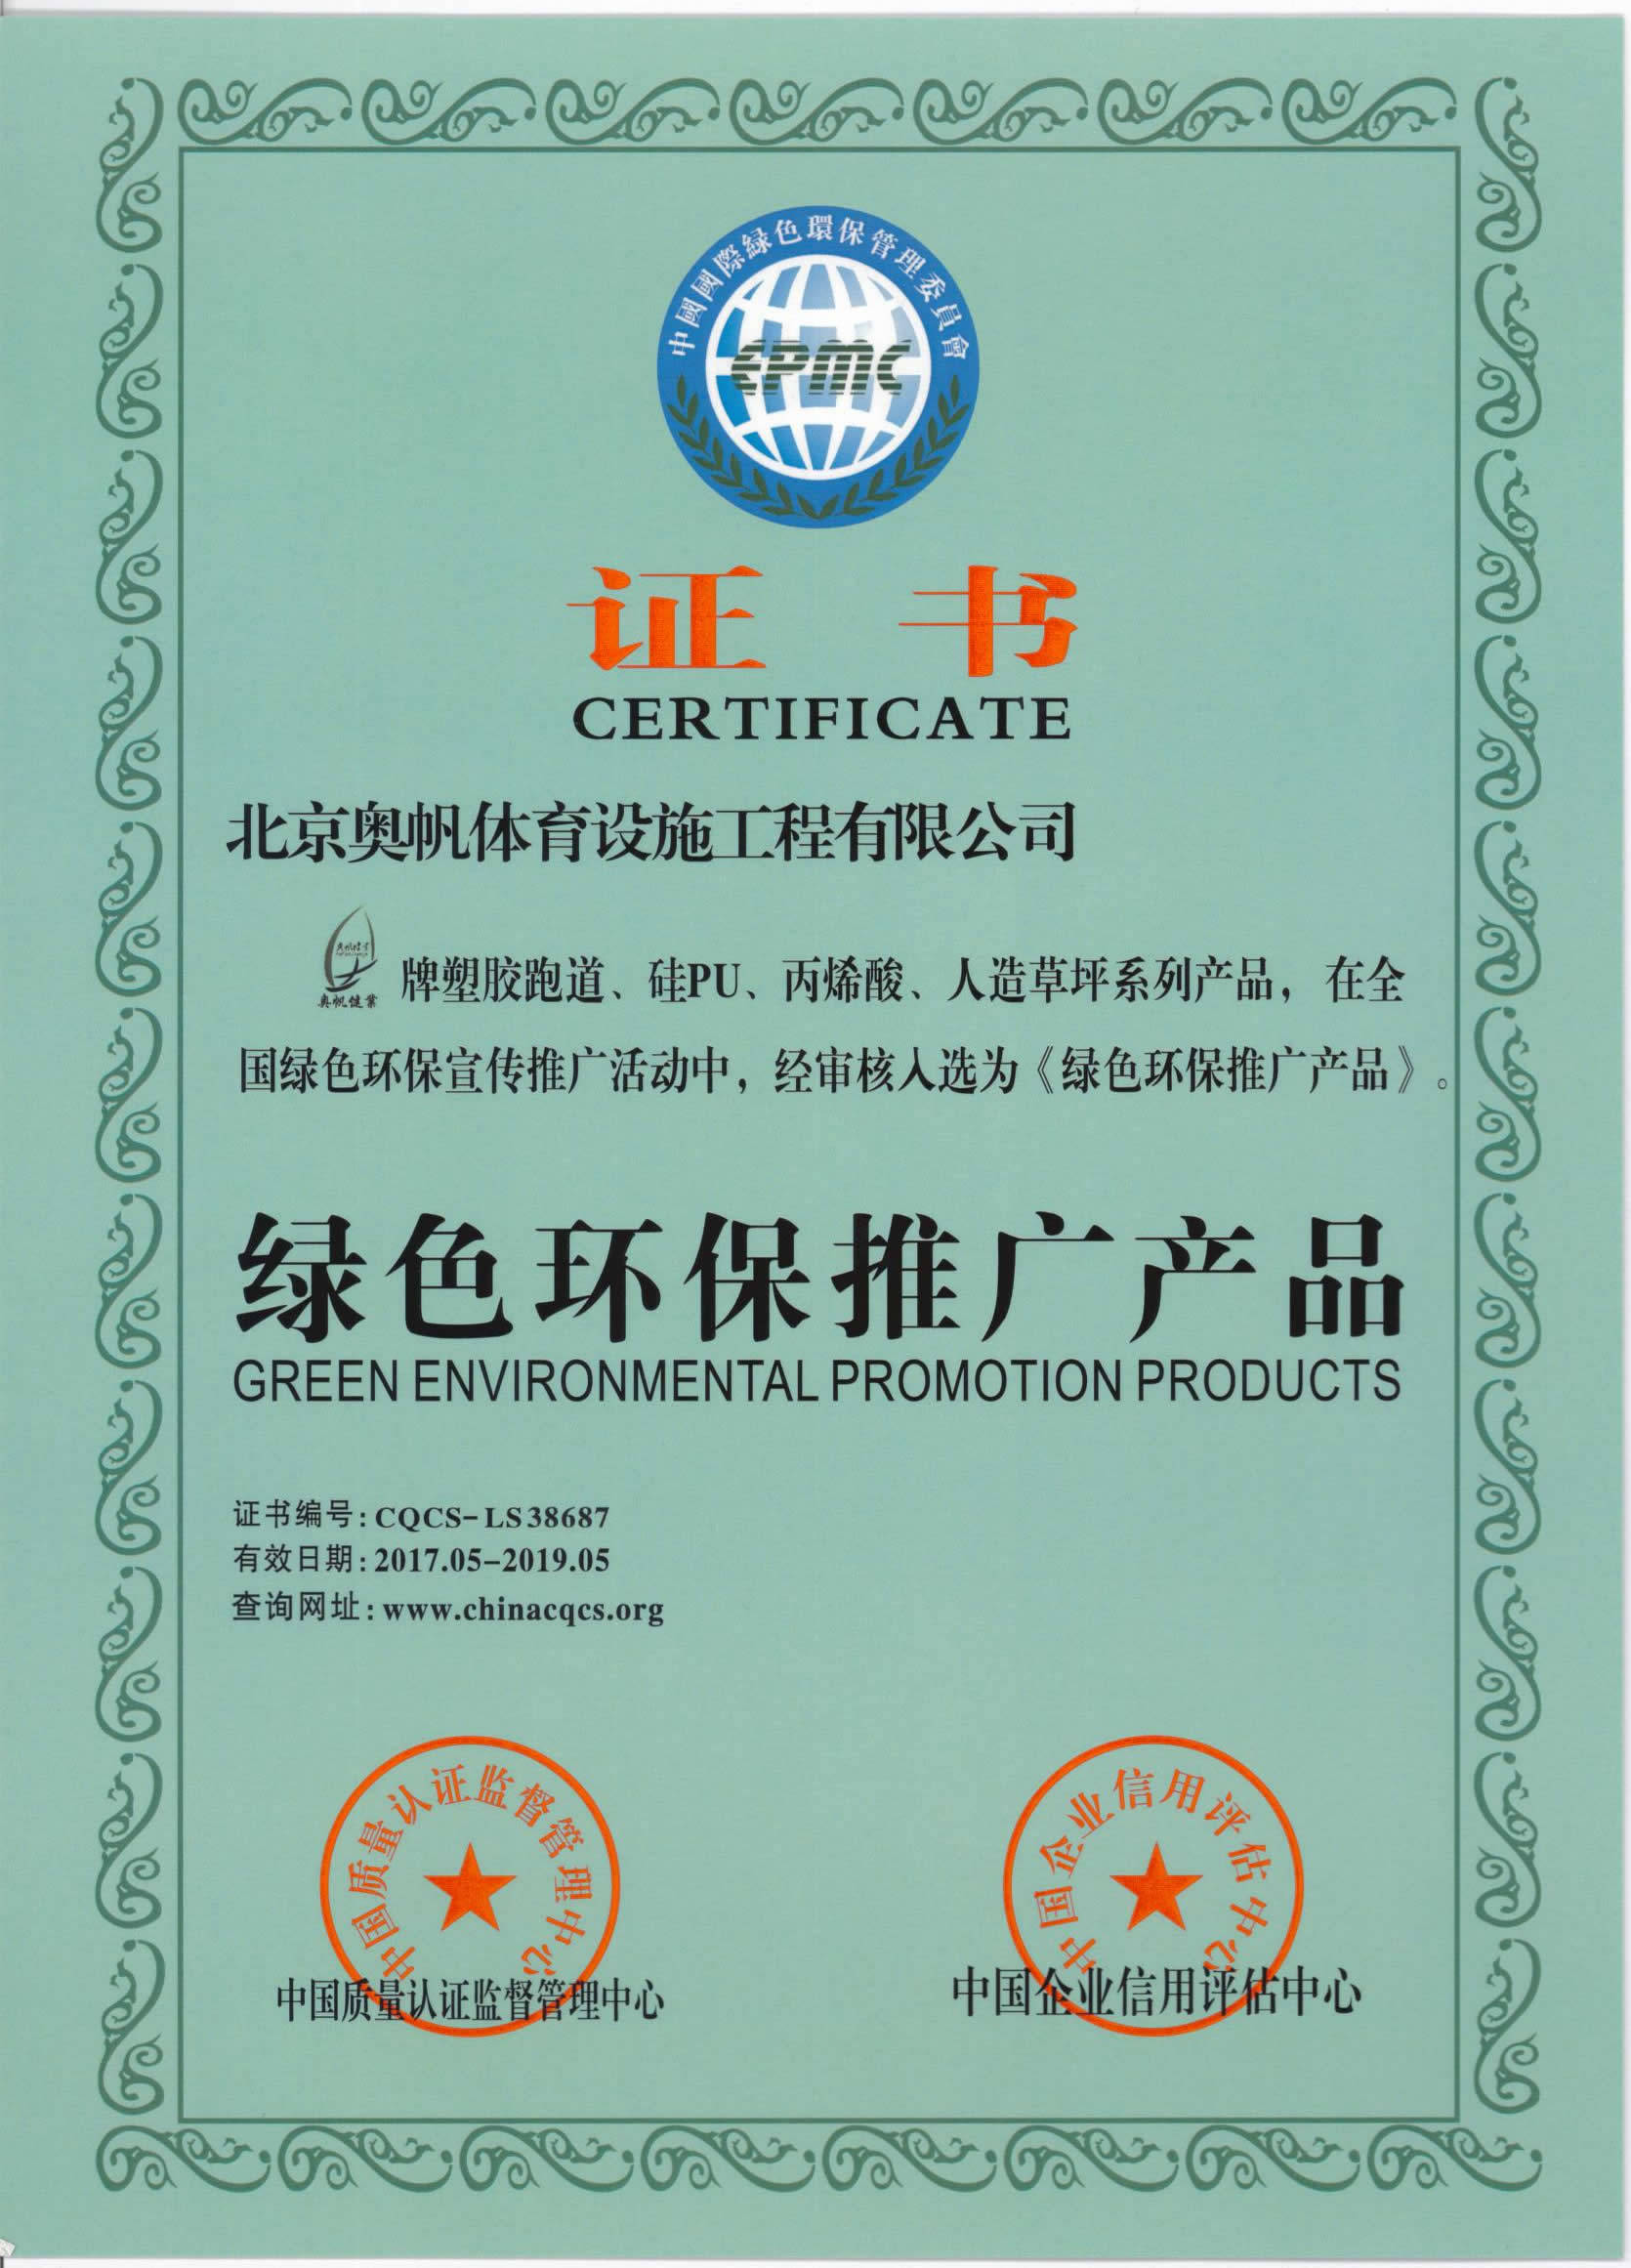 中國國際緑色環保管理委員會
EPMC
证书
CERTIFICATE
北京奥帆体育设施工程有限公司
奥帆健業
牌塑胶跑道、硅PU、丙烯酸、人造草坪系列产品，在全
国绿色环保宣传推广活动中，经审核入选为《绿色环保推广产品》。
绿色环保推广产品
GREEN ENVIRONMENTAL PROMOTION PRODUCTS
证书编号：CQCS-LS38687
有效日期：2017.05-2019.05
查询网址：www.chinacqcs.org
中国质量认证监督管理中心
中国质量认证监督管理中心
中国企业信用评估中心
中国企业信用评估中心